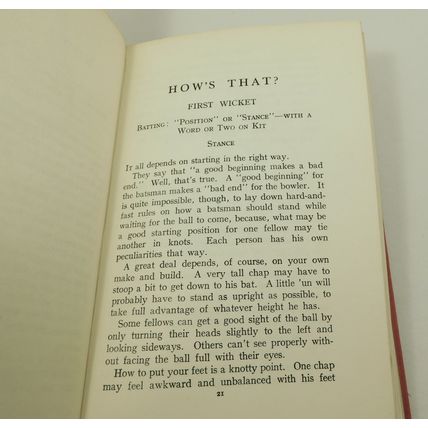 HOW'S THAT?
FIRST WICKET
BATTING: "POSITION" OR "STANCE"—WITH A
WORD OR TWO ON KIT
STANCE
IT all depends on starting in the right way.
They say that "a good beginning makes a bad
end." Well, that's true. A "good beginning" for
the batsman makes a "bad end" for the bowler. It
is quite impossible, though, to lay down hard-and-
fast rules on how a batsman should stand while
waiting for the ball to come, because, what may be
a good starting position for one fellow may tie
another in knots. Each person has his own
peculiarities that way.
A great deal depends, of course, on your own
make and build. A very tall chap may have to
stoop a bit to get down to his bat. A little 'un will
probably have to stand as upright as possible, to
take full advantage of whatever height he has.
Some fellows can get a good sight of the ball by
only turning their heads slightly to the left and
looking sideways. Others can't see properly with-
out facing the ball full with their eyes.
How to put your feet is a knotty point. One chap
may feel awkward and unbalanced with his feet
21